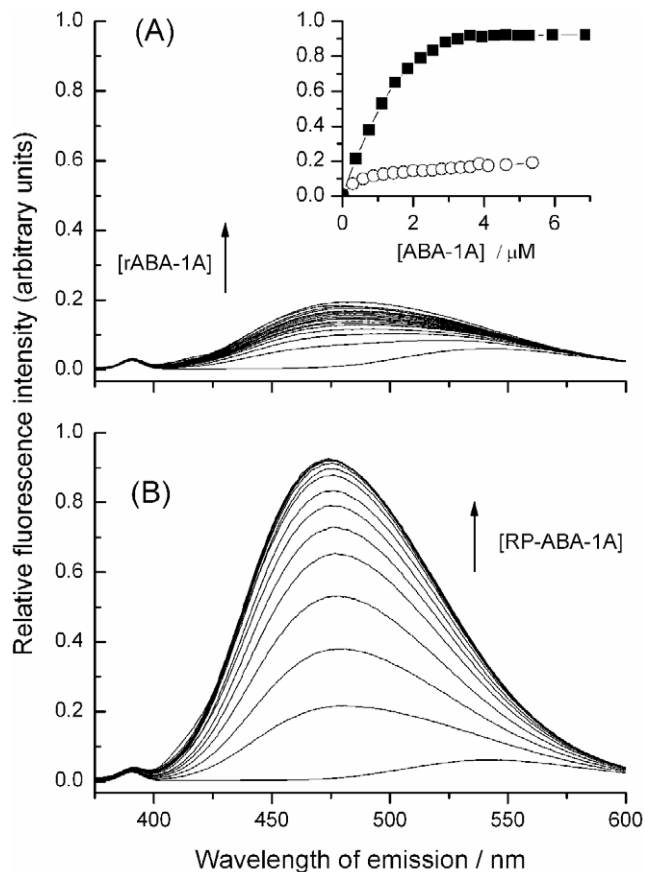 Relative fluorescence intensity (arbitrary units)
(A)
1.0
0.8
0.6
0.4
0.2
0.0
[rABA-1A]
1.0
0.8
0.6
0.4
0.2
0.0
0 2 4 6
[ABA-1A] / μM
(B)
1.0
0.8
0.6
0.4
0.2
0.0
[RP-ABA-1A]
400 450 500 550 600
Wavelength of emission / nm